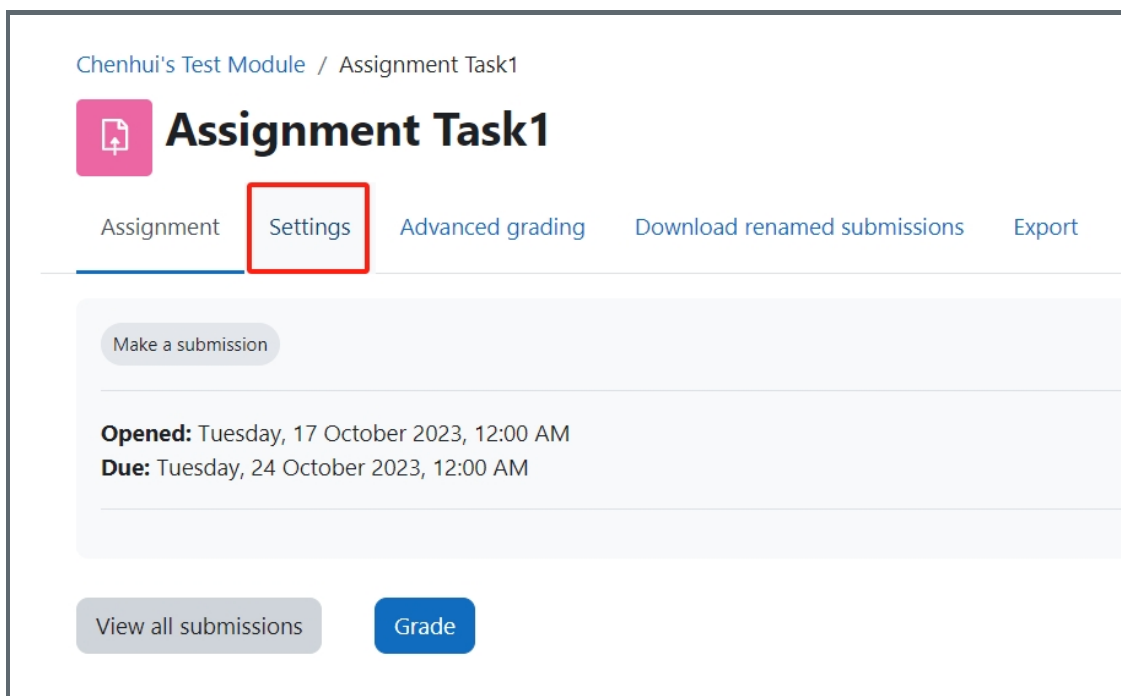 Chenhui's Test Module / Assignment Task1
Assignment Task1
Assignment Settings Advanced grading Download renamed submissions Export
Make a submission
Opened: Tuesday, 17 October 2023, 12:00 AM
Due: Tuesday, 24 October 2023, 12:00 AM
View all submissions Grade